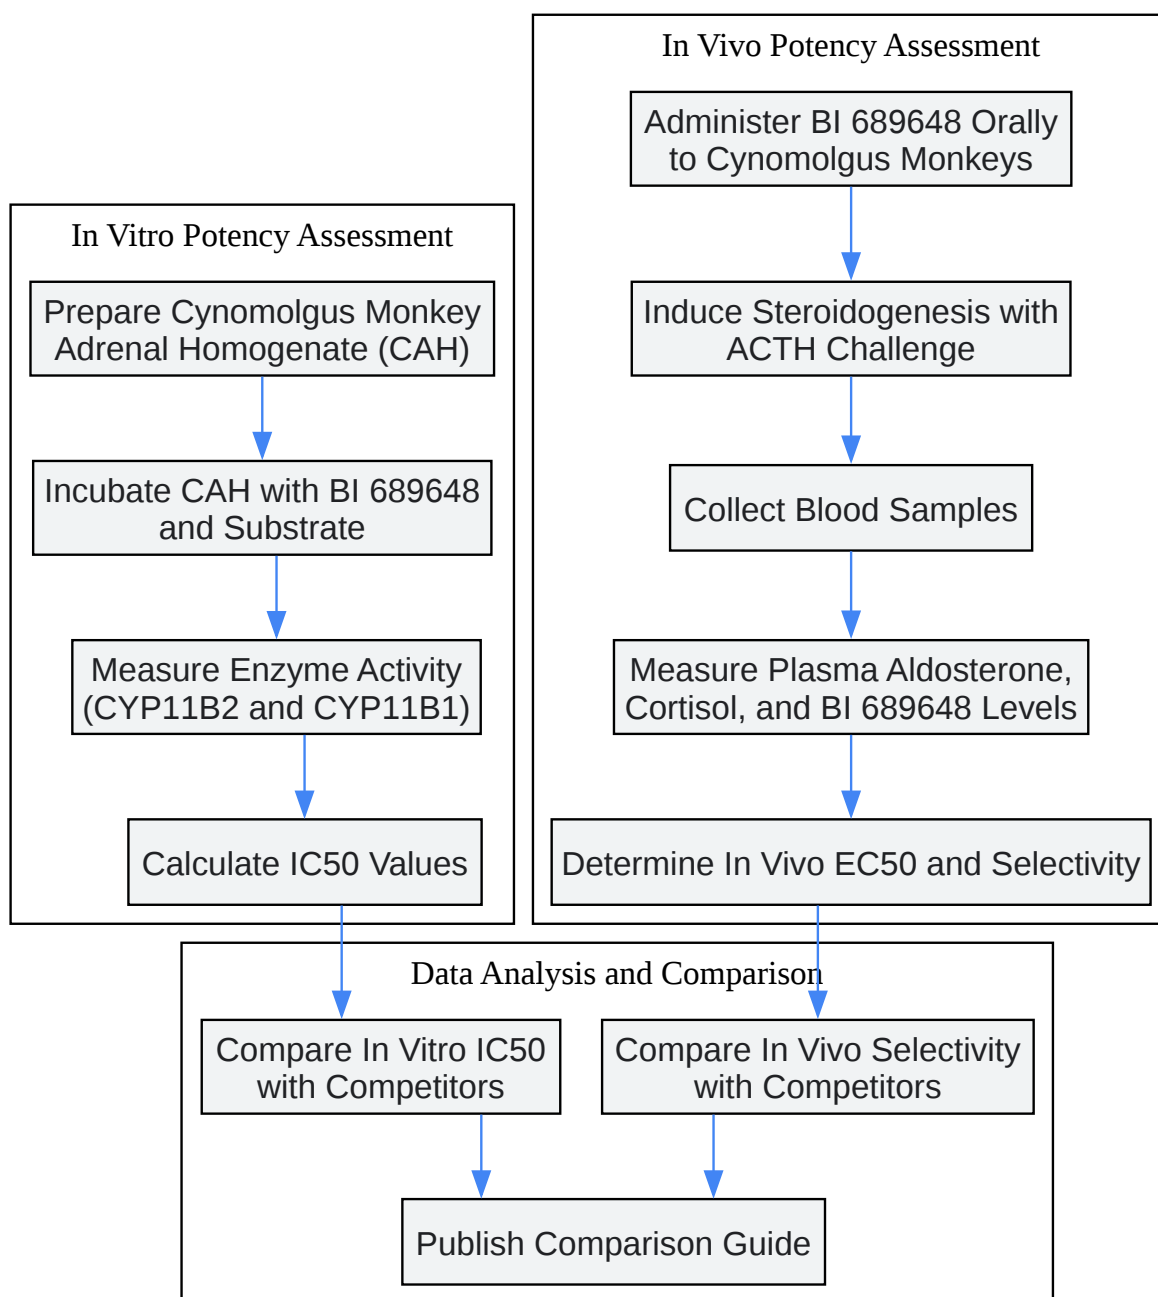 In Vitro Potency Assessment
Prepare Cynomolgus Monkey
Adrenal Homogenate (CAH)
Incubate CAH with BI 689648
and Substrate
Measure Enzyme Activity
(CYP11B2 and CYP11B1)
Calculate IC50 Values
In Vivo Potency Assessment
Administer BI 689648 Orally
to Cynomolgus Monkeys
Induce Steroidogenesis with
ACTH Challenge
Collect Blood Samples
Measure Plasma Aldosterone,
Cortisol, and BI 689648 Levels
Determine In Vivo EC50 and Selectivity
Data Analysis and Comparison
Compare In Vitro IC50
with Competitors
Compare In Vivo Selectivity
with Competitors
Publish Comparison Guide